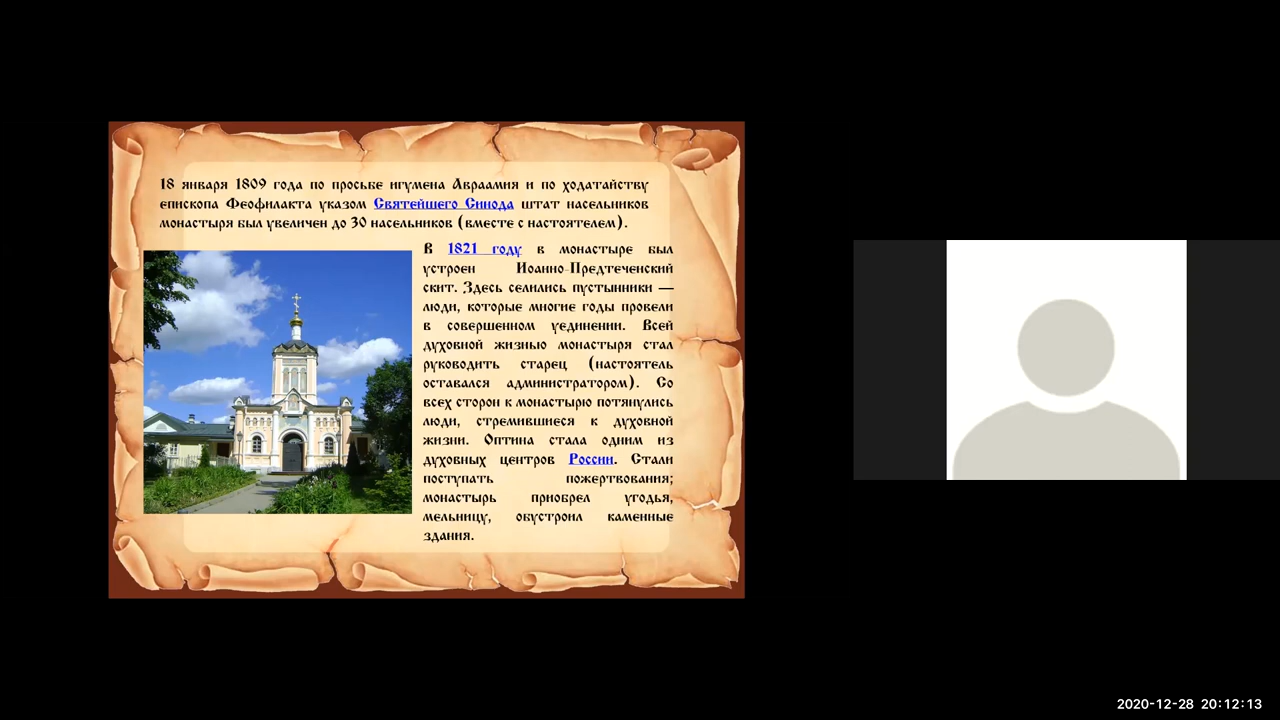 18 января 1809 года по просьбе игумена Авраамия и по ходатайству
епископа Феофилакта указом Святейшего Синода штат насельников
монастыря был увеличен до 30 насельников (вместе с настоятелем).
В 1821 году в монастыре был
устроен Иоанно-Предтеченский
скит. Здесь селились пустынники —
люди, которые многие годы провели
в совершенном уединении. Всей
духовной жизнью монастыря стал
руководить старец (настоятель
оставался администратором). Со
всех сторон к монастырю потянулись
люди, стремившиеся к духовной
жизни. Оптина стала одним из
духовных центров России. Стали
поступать пожертвования;
монастырь приобрел угодья,
мельницу, обустроил каменные
здания.
2020-12-28 20:12:13